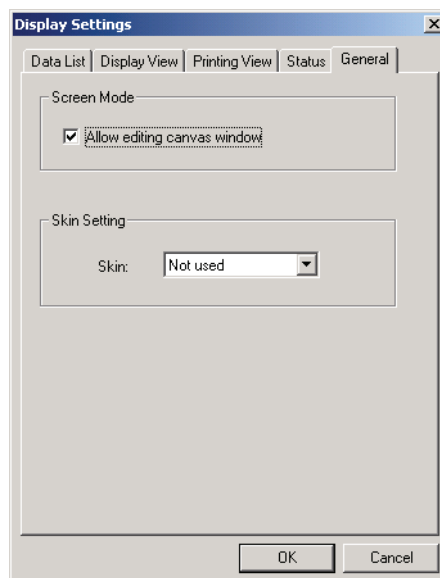 Display Settings
Data List Display View Printing View Status General
Screen Mode
Allow editing canvas window
Skin Setting
Skin: Not used
OK Cancel